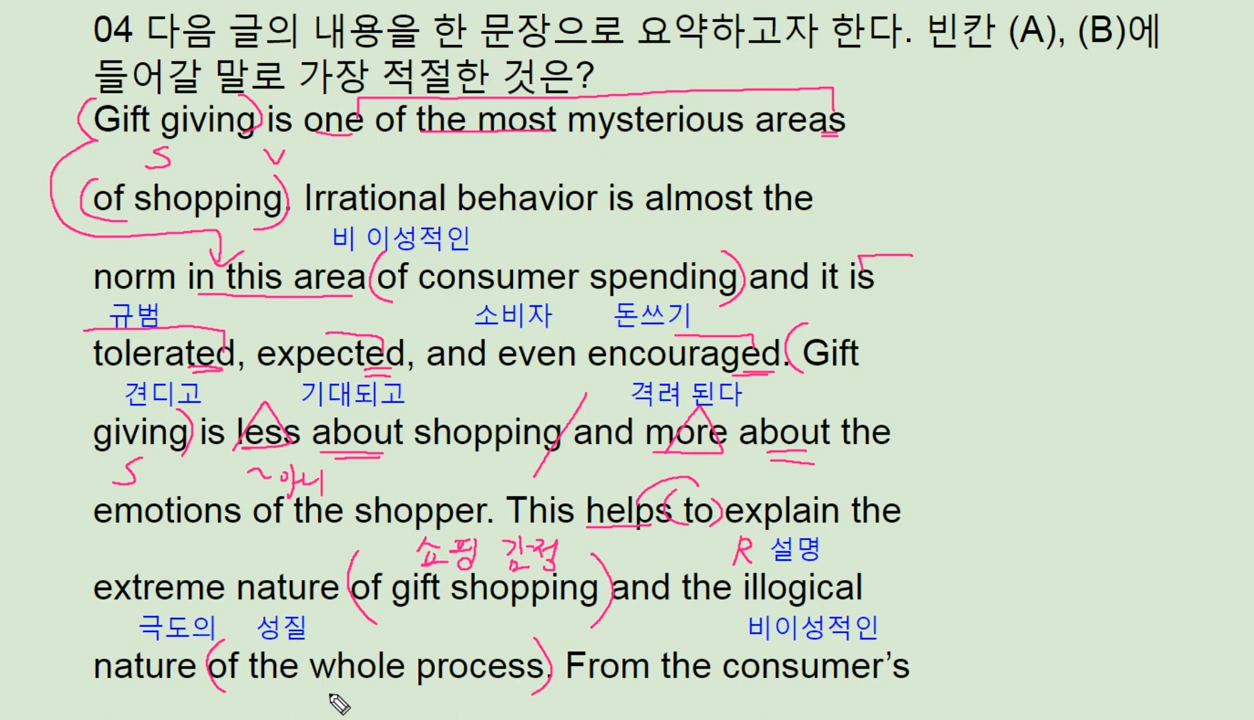 04 다음 글의 내용을 한 문장으로 요약하고자 한다. 빈칸 (A), (B)에
들어갈 말로 가장 적절한 것은?
Gift giving is one of the most mysterious areas
S V
of shopping. Irrational behavior is almost the
비 이성적인
norm in this area of consumer spending and it is
규범 소비자 돈쓰기
tolerated, expected, and even encouraged. Gift
견디고 기대되고 격려 된다
giving is less about shopping and more about the
S ~아니
emotions of the shopper. This helps (to) explain the
쇼핑 감정 R 설명
extreme nature (of gift shopping) and the illogical
극도의 성질 비이성적인
nature (of the whole process). From the consumer’s